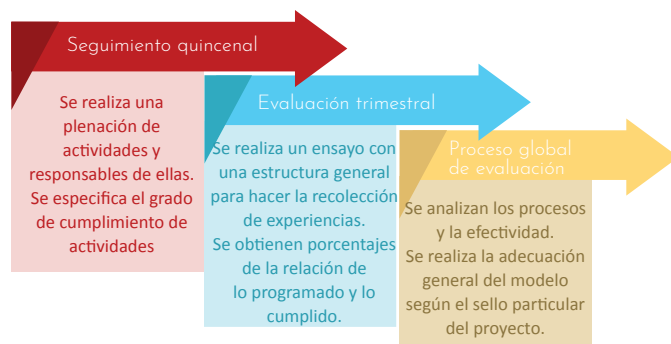 Seguimiento quincenal
Se realiza una
plenación de
actividades y
responsables de ellas.
Se especifica el grado
de cumplimiento de
actividades
Evaluación trimestral
Se realiza un ensayo con
una estructura general
para hacer la recolección
de experiencias.
Se obtienen porcentajes
de la relación de
lo programado y lo
cumplido.
Proceso global
de evaluación
Se analizan los procesos
y la efectividad.
Se realiza la adecuación
general del modelo
según el sello particular
del proyecto.